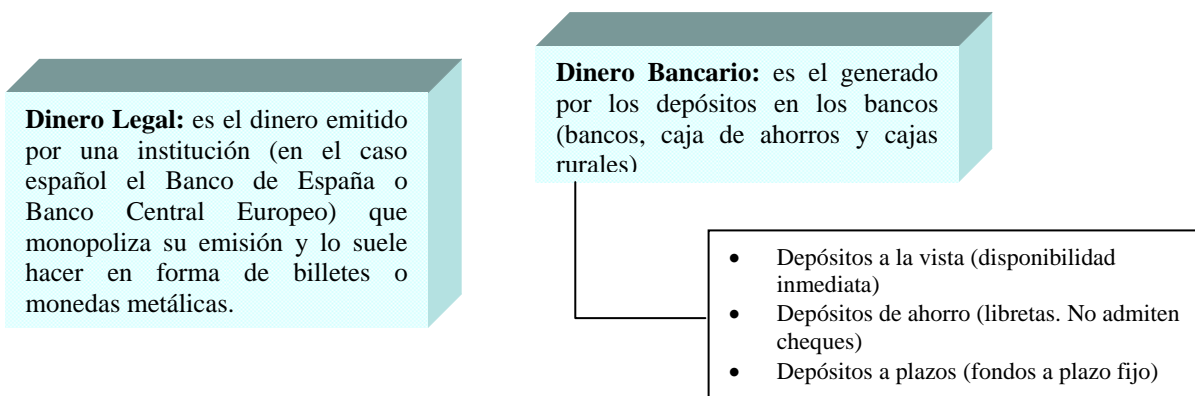 Dinero Legal: es el dinero emitido
por una institución (en el caso
español el Banco de España o
Banco Central Europeo) que
monopoliza su emisión y lo suele
hacer en forma de billetes o
monedas metálicas.
Dinero Bancario: es el generado
por los depósitos en los bancos
(bancos, caja de ahorros y cajas
rurales)
• Depósitos a la vista (disponibilidad
inmediata)
• Depósitos de ahorro (libretas. No admiten
cheques)
• Depósitos a plazos (fondos a plazo fijo)